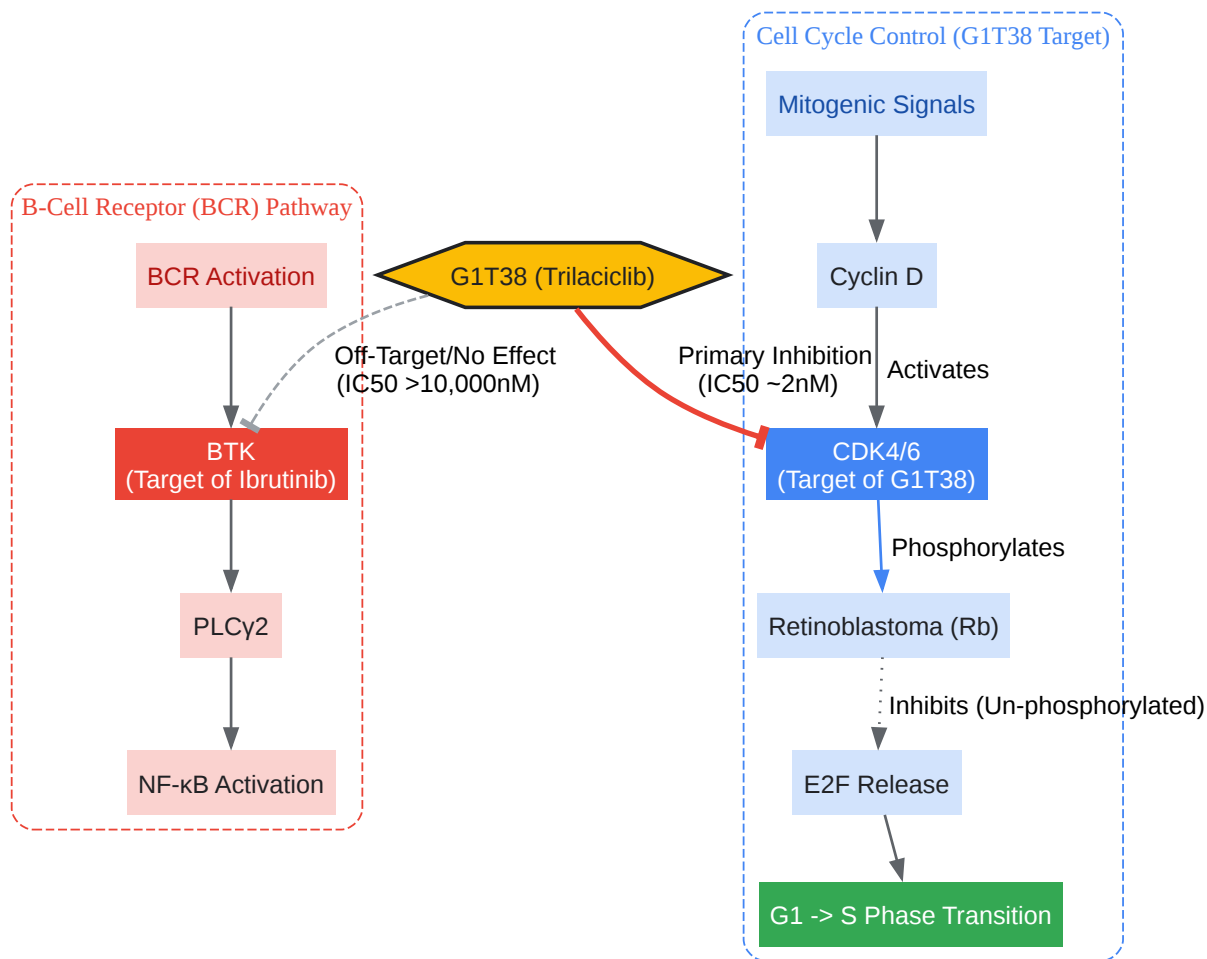 Cell Cycle Control (G1T38 Target)
Mitogenic Signals
B-Cell Receptor (BCR) Pathway
BCR Activation
G1T38 (Trilaciclib)
Cyclin D
Off-Target/No Effect
(IC50 >10,000nM)
Primary Inhibition
(IC50 ~2nM)
Activates
BTK
(Target of Ibrutinib)
CDK4/6
(Target of G1T38)
Phosphorylates
PLCγ2
Retinoblastoma (Rb)
Inhibits (Un-phosphorylated)
NF-κB Activation
E2F Release
G1 -> S Phase Transition